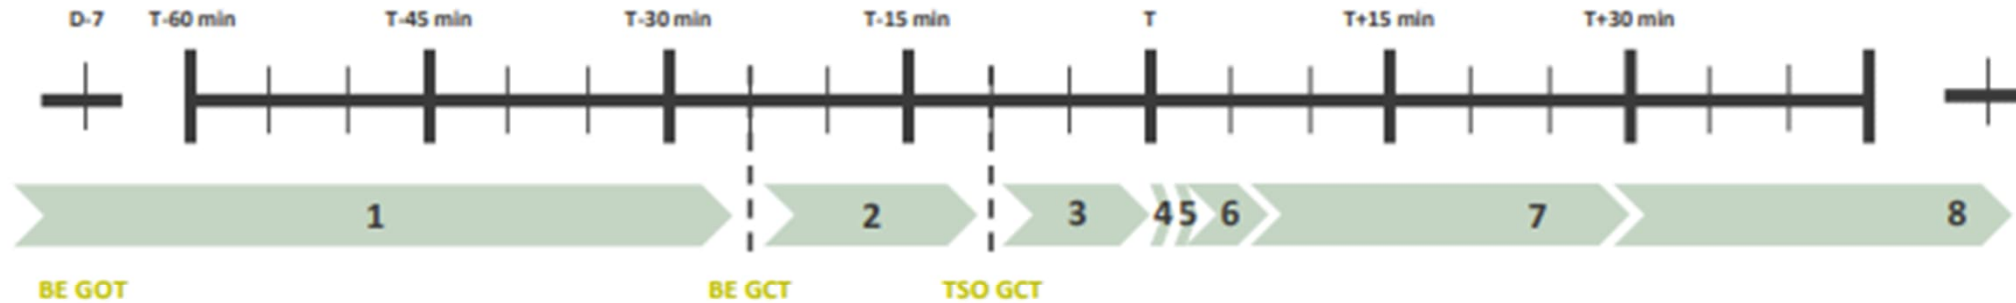 D-7 T-60 min T-45 min T-30 min T-15 min T T+15 min T+30 min
1 2 3 4 5 6 7 8
BE GOT BE GCT TSO GCT